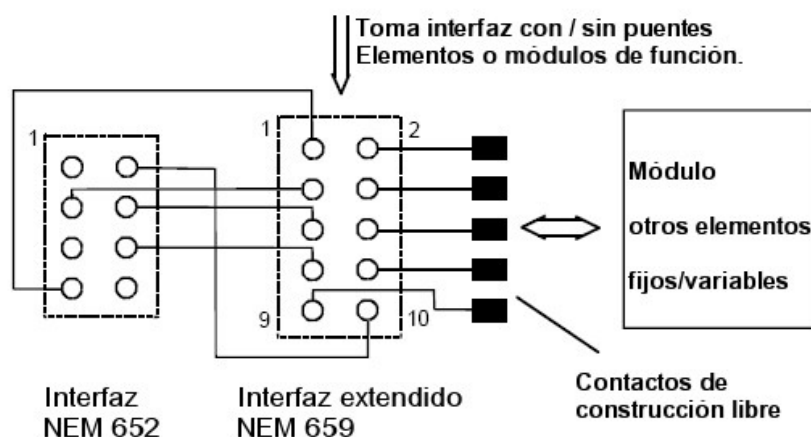 Toma interfaz con / sin puentes
Elementos o módulos de función.
1
1
2
Módulo
otros elementos
fijos/variables
9
10
Interfaz
NEM 652
Interfaz extendido
NEM 659
Contactos de
construcción libre